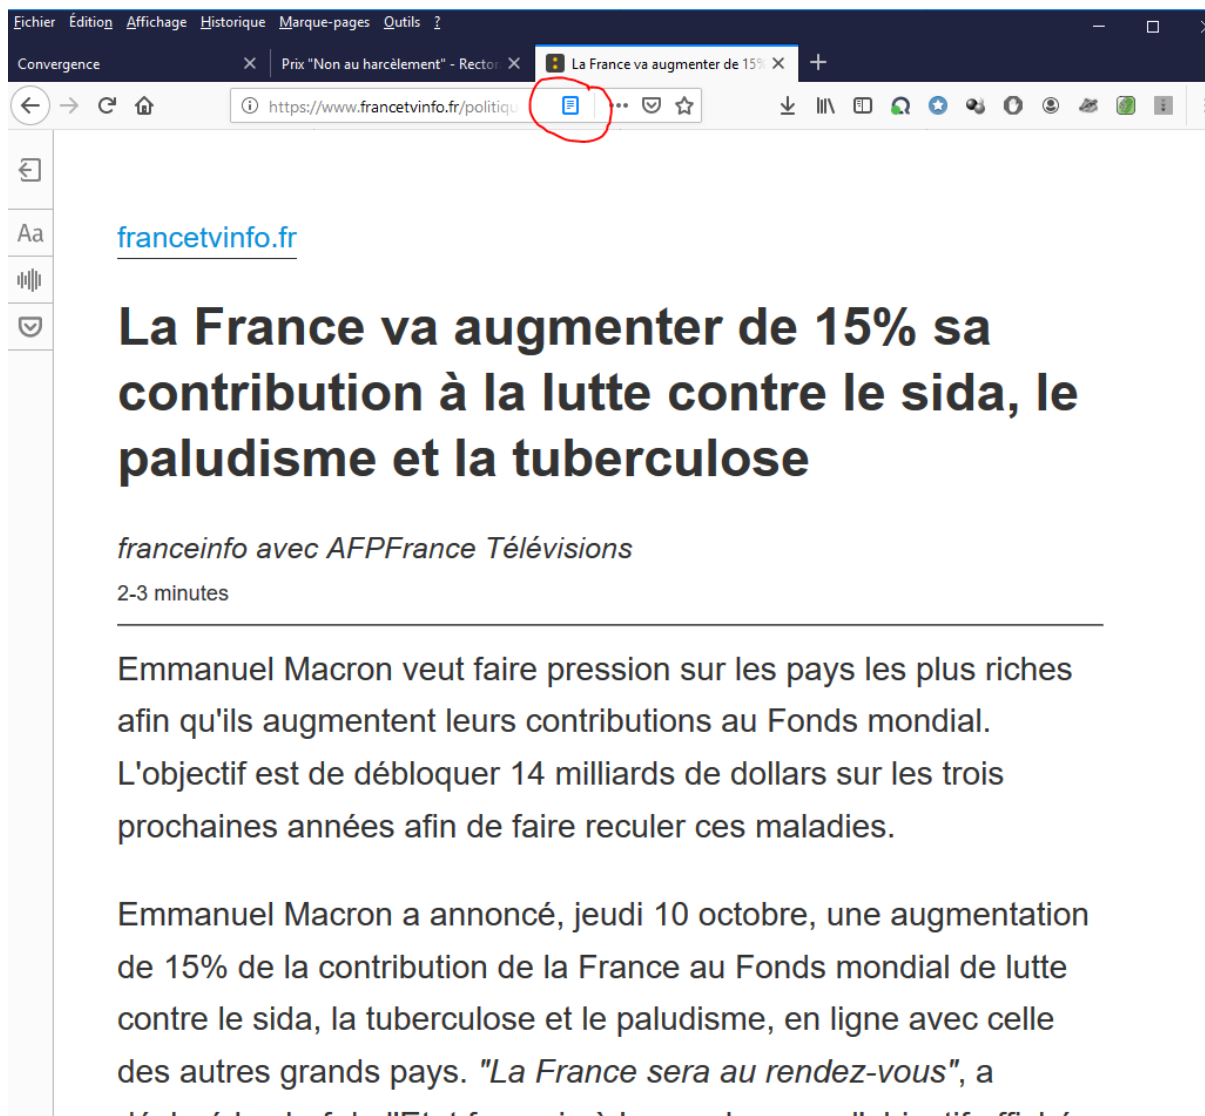 Fichier Édition Affichage Historique Marque-pages Outils ?
Convergence Prix "Non au harcèlement" - Rector La France va augmenter de 15%
https://www.francetvinfo.fr/politiqu
Aa
francetvinfo.fr
La France va augmenter de 15% sa
contribution à la lutte contre le sida, le
paludisme et la tuberculose
franceinfo avec AFPFrance Télévisions
2-3 minutes
Emmanuel Macron veut faire pression sur les pays les plus riches
afin qu'ils augmentent leurs contributions au Fonds mondial.
L'objectif est de débloquer 14 milliards de dollars sur les trois
prochaines années afin de faire reculer ces maladies.
Emmanuel Macron a annoncé, jeudi 10 octobre, une augmentation
de 15% de la contribution de la France au Fonds mondial de lutte
contre le sida, la tuberculose et le paludisme, en ligne avec celle
des autres grands pays. "La France sera au rendez-vous", a